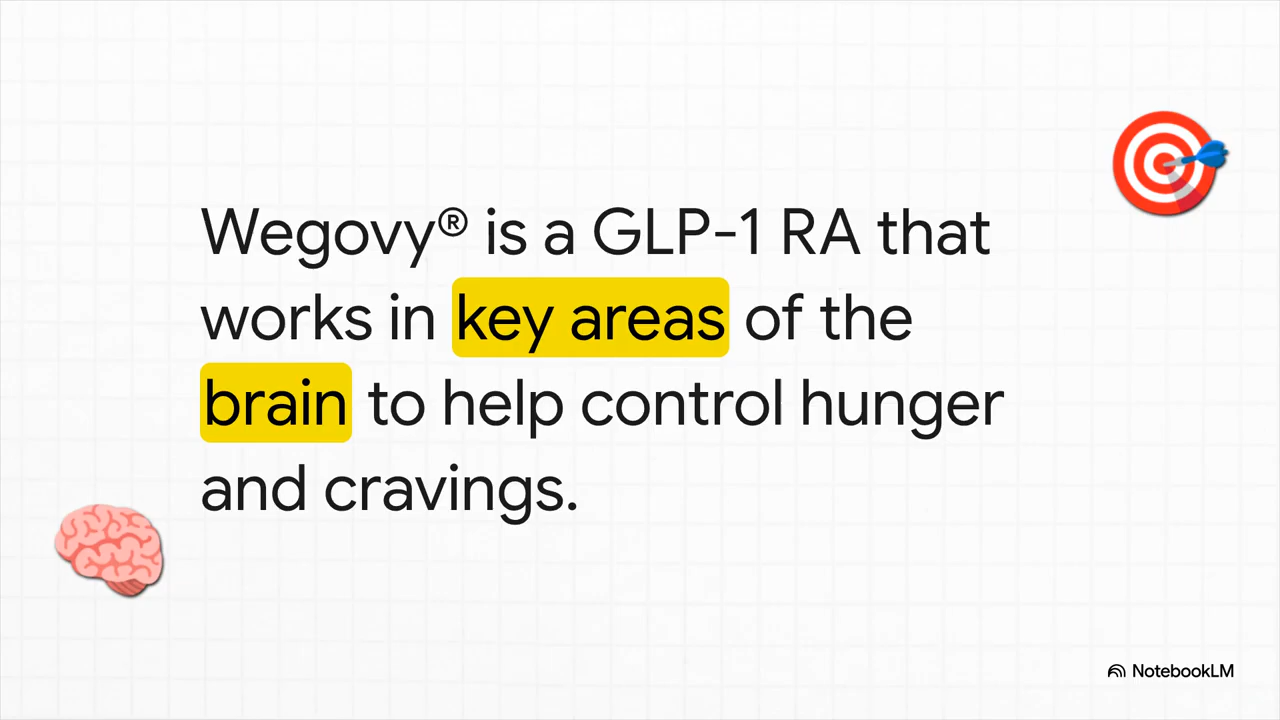 Wegovy® is a GLP-1 RA that
works in key areas of the
brain to help control hunger
and cravings.
NotebookLM